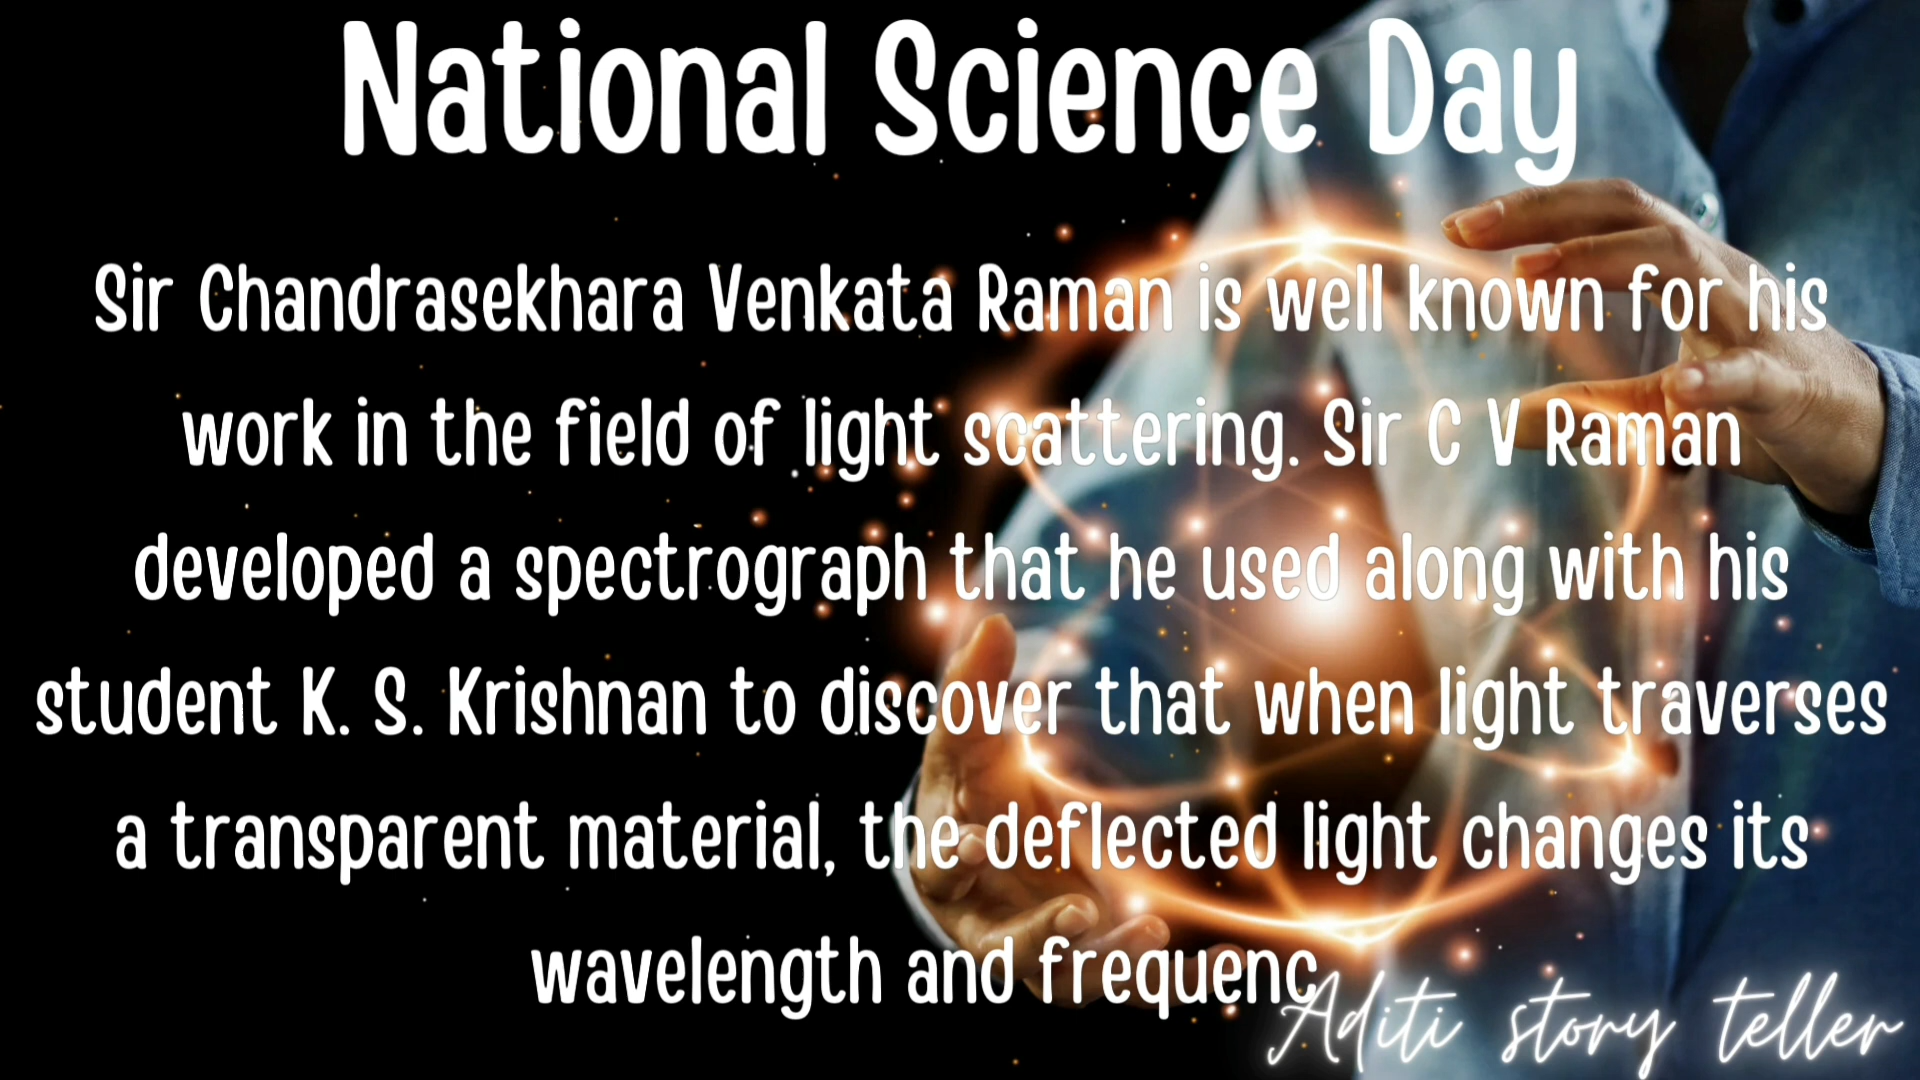 National Science Day
Sir Chandrasekhara Venkata Raman is well known for his
work in the field of light scattering. Sir C V Raman
developed a spectrograph that he used along with his
student K. S. Krishnan to discover that when light traverses
a transparent material, the deflected light changes its
wavelength and frequenc
Aditi story teller